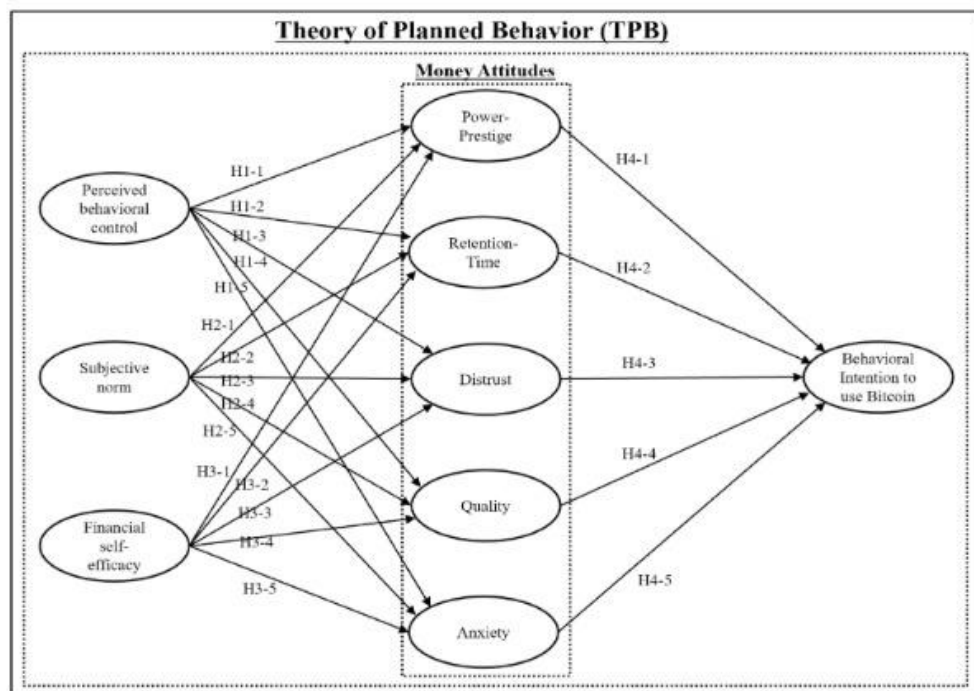 Theory of Planned Behavior (TPB)
Money Attitudes
Power-
Prestige
H1-1
H4-1
Perceived
behavioral
control
H1-2
H1-3
H1-4
H1-5
Retention-
Time
H4-2
H2-1
Subjective
norm
H2-2
H2-3
H2-4
H2-5
Distrust
H4-3
Behavioral
Intention to
use Bitcoin
H3-1
H3-2
H3-3
H3-4
Quality
H4-4
Financial
self-
efficacy
H3-5
Anxiety
H4-5